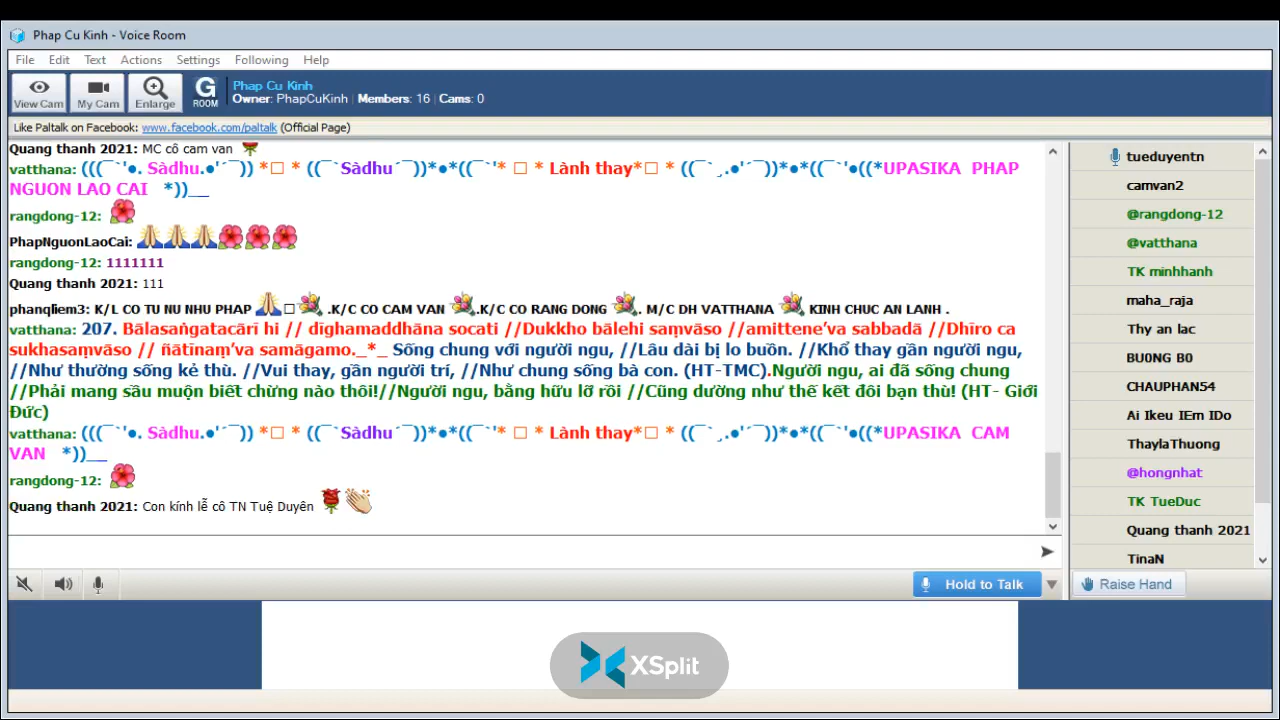 Phap Cu Kinh - Voice Room
File Edit Text Actions Settings Following Help
View Cam My Cam Enlarge G ROOM
Phap Cu Kinh
Owner: PhapCuKinh | Members: 16 | Cams: 0
Like Paltalk on Facebook: www.facebook.com/paltalk (Official Page)
Quang thanh 2021: MC cô cam van
vatthana: (((¯`'●. Sàdhu.●'´¯)) *□ * ((¯`Sàdhu´¯))*●*((¯`'* □ * Lành thay*□ * ((¯`¸.●'´¯))*●*((¯`'●((*UPASIKA PHAP
NGUON LAO CAI *))__
rangdong-12:
PhapNguonLaoCai:
rangdong-12: 1111111
Quang thanh 2021: 111
phanqliem3: K/L CO TU NU NHU PHAP □ .K/C CO CAM VAN .K/C CO RANG DONG . M/C DH VATTHANA KINH CHUC AN LANH .
vatthana: 207. Bālasaṅgatacārī hi // dīghamaddhāna socati //Dukkho bālehi saṃvāso //amittene’va sabbadā //Dhīro ca
sukhasaṃvāso // ñātīnaṃ’va samāgamo._*_ Sống chung với người ngu, //Lâu dài bị lo buồn. //Khổ thay gần người ngu,
//Như thường sống kẻ thù. //Vui thay, gần người trí, //Như chung sống bà con. (HT-TMC).Người ngu, ai đã sống chung
//Phải mang sầu muộn biết chừng nào thôi!//Người ngu, bằng hữu lỡ rồi //Cũng dường như thế kết đôi bạn thù! (HT- Giới
Đức)
vatthana: (((¯`'●. Sàdhu.●'´¯)) *□ * ((¯`Sàdhu´¯))*●*((¯`'* □ * Lành thay*□ * ((¯`¸.●'´¯))*●*((¯`'●((*UPASIKA CAM
VAN *))__
rangdong-12:
Quang thanh 2021: Con kính lễ cô TN Tuệ Duyên
Hold to Talk
tueduyentn
camvan2
@rangdong-12
@vatthana
TK minhhanh
maha_raja
Thy an lac
BU0NG B0
CHAUPHAN54
Ai Ikeu IEm IDo
ThaylaThuong
@hongnhat
TK TueDuc
Quang thanh 2021
TinaN
Raise Hand
XSplit